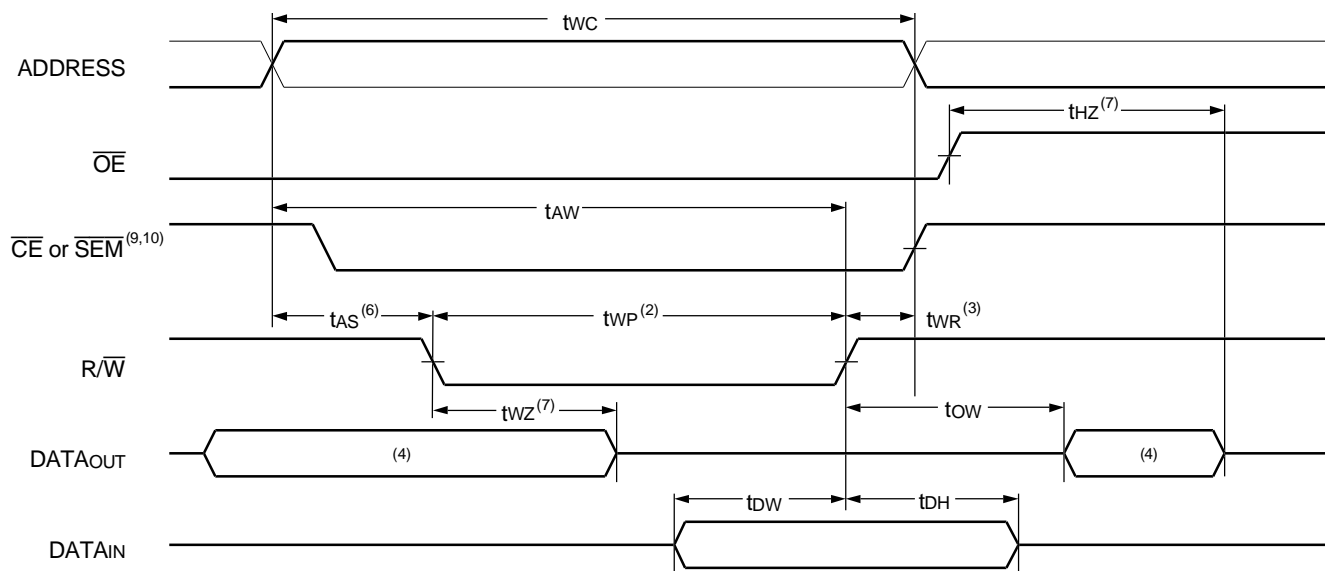 tWC
ADDRESS
tHZ(7)
OE
tAW
CE or SEM(9,10)
tAS(6)
tWP(2)
tWR(3)
R/W
tWZ(7)
tOW
DATAOUT
(4)
(4)
tDW
tDH
DATAIN